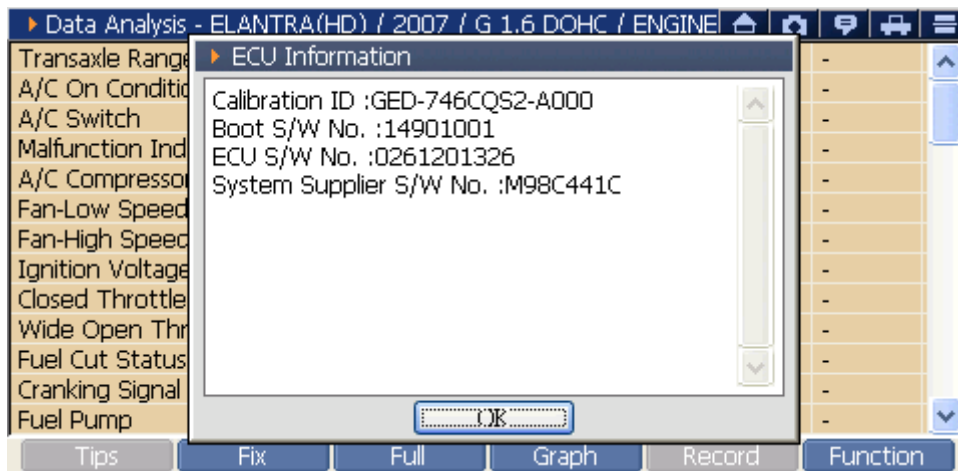 Data Analysis - ELANTRA(HD) / 2007 / G 1.6 DOHC / ENGINE
ECU Information
Calibration ID :GED-746CQS2-A000
Boot S/W No. :14901001
ECU S/W No. :0261201326
System Supplier S/W No. :M98C441C
OK
Transaxle Range -
A/C On Conditio -
A/C Switch -
Malfunction Ind -
A/C Compressor -
Fan-Low Speed -
Fan-High Speed -
Ignition Voltage -
Closed Throttle -
Wide Open Thr -
Fuel Cut Status -
Cranking Signal -
Fuel Pump -
Tips Fix Full Graph Record Function